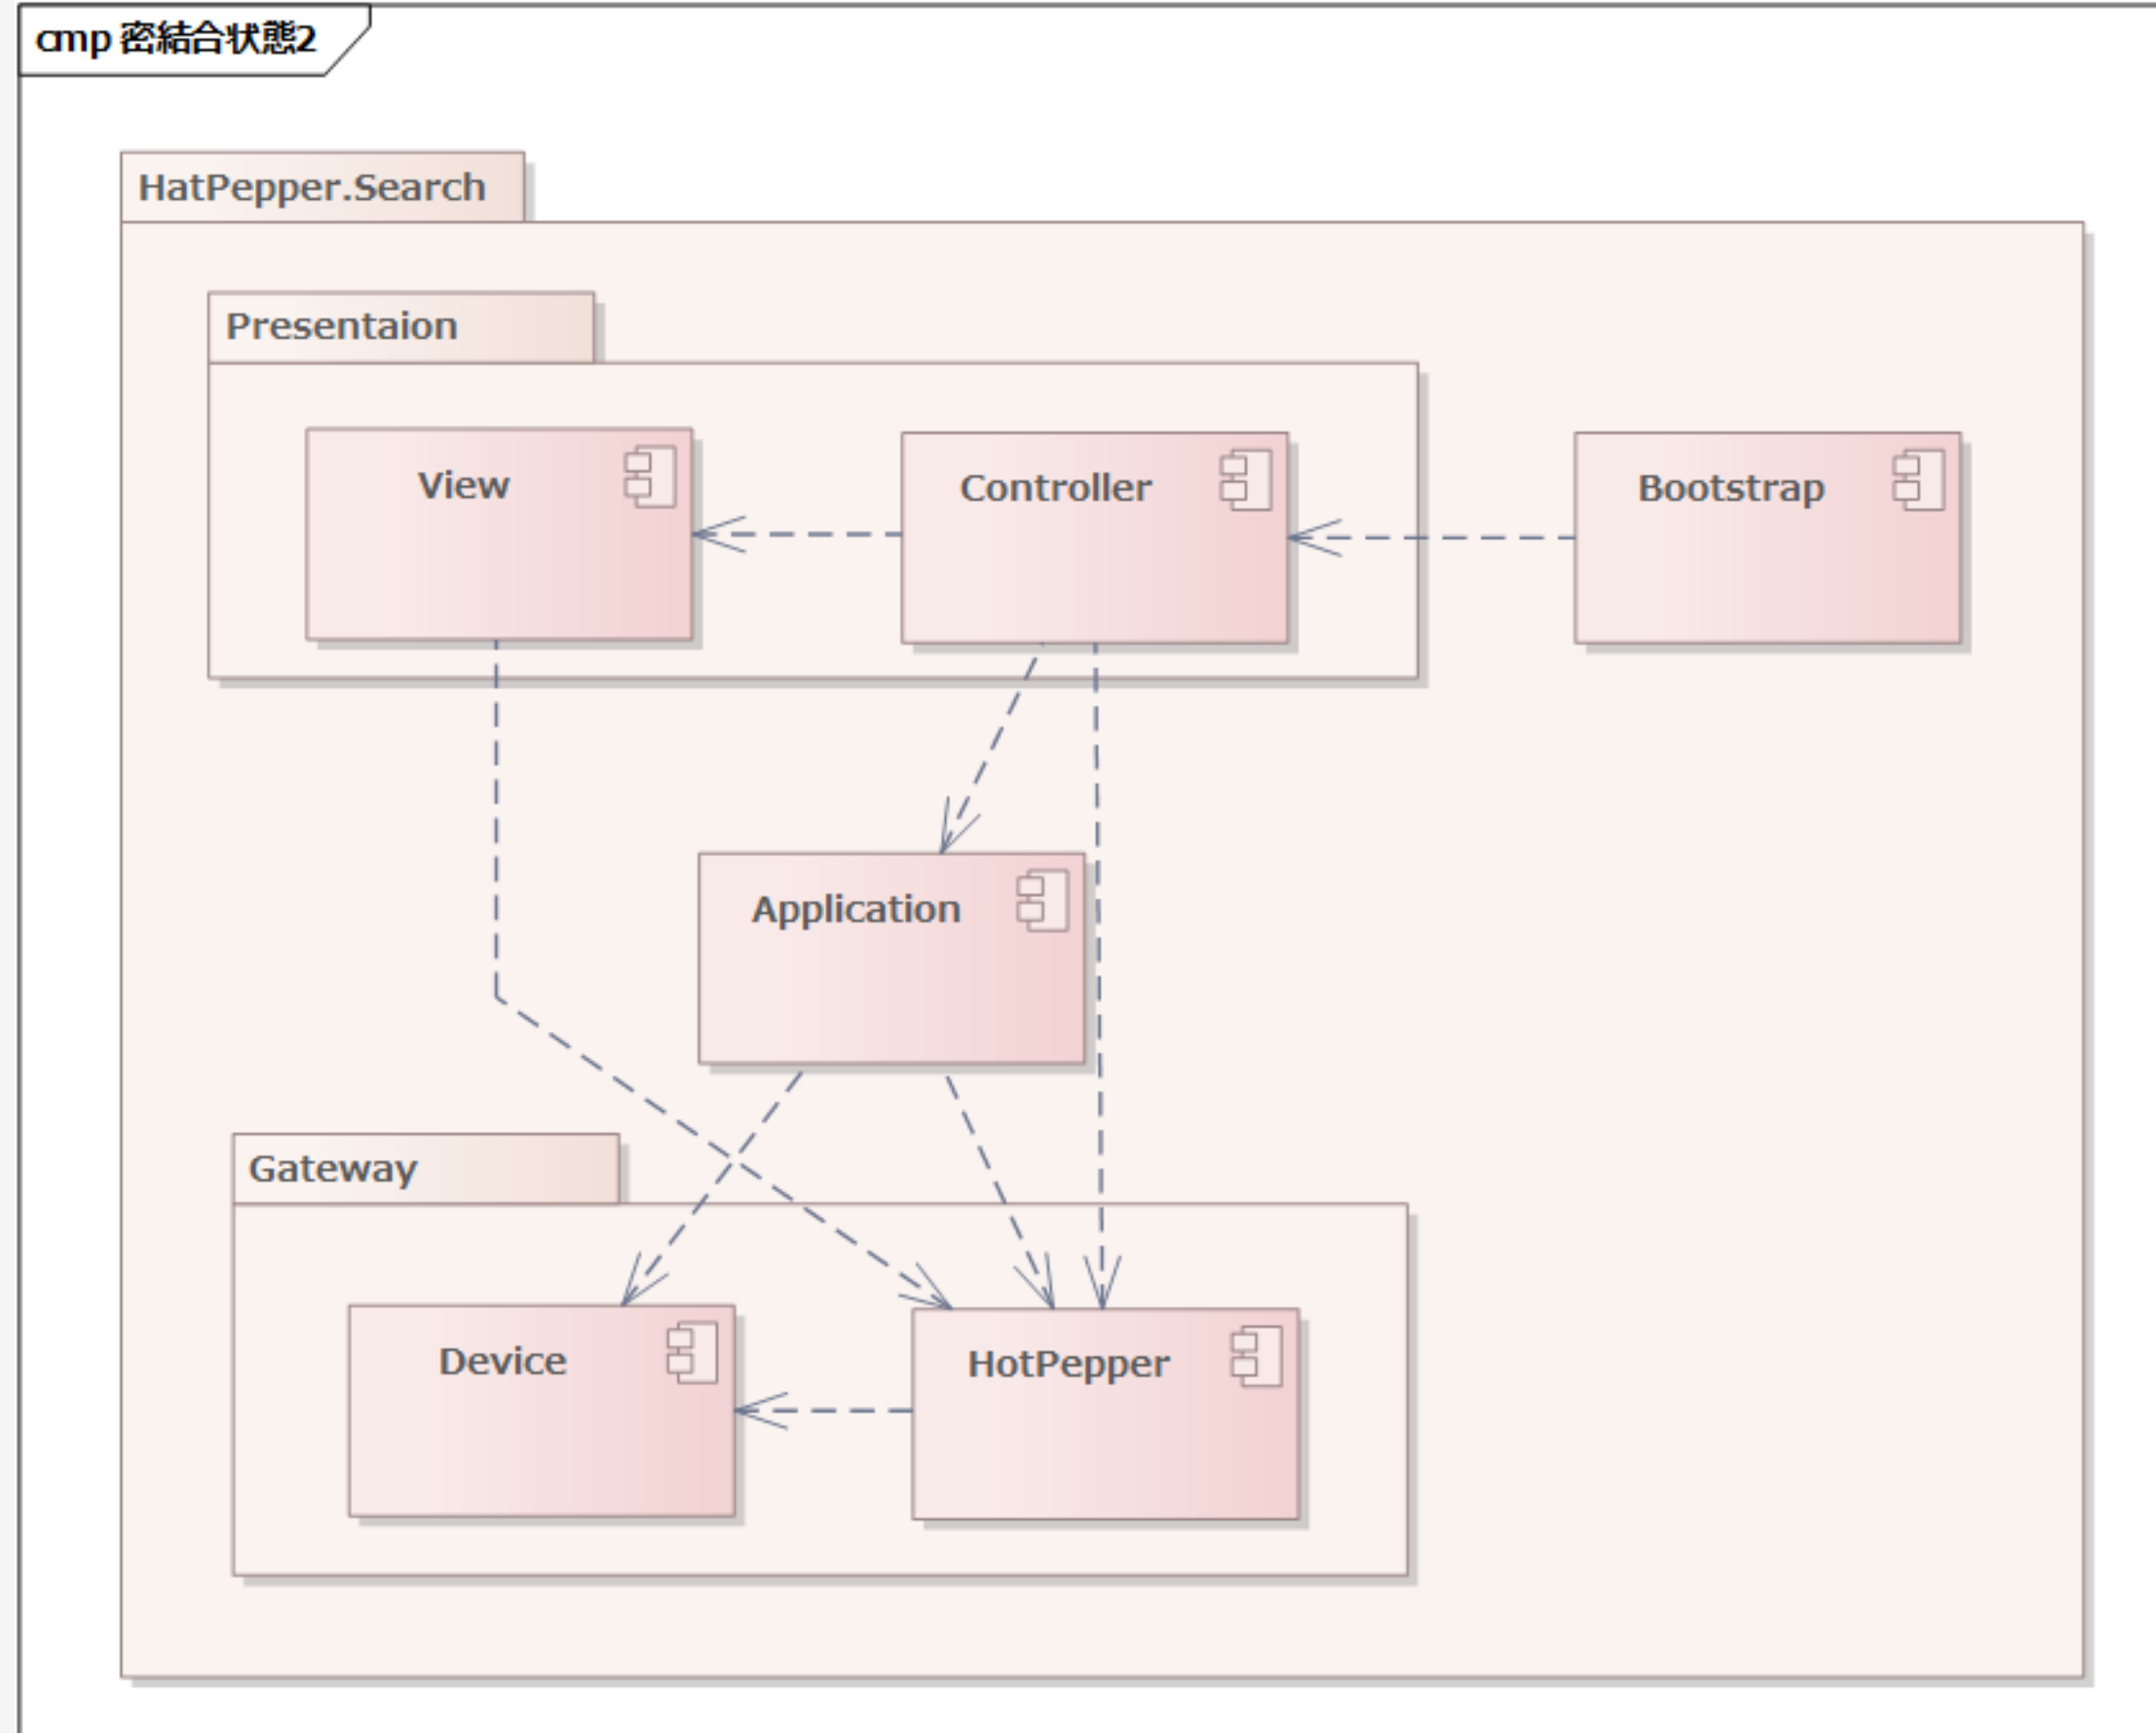 cmp 密結合状態2
HatPepper.Search
Presentaion
View
Controller
Bootstrap
Application
Gateway
Device
HotPepper